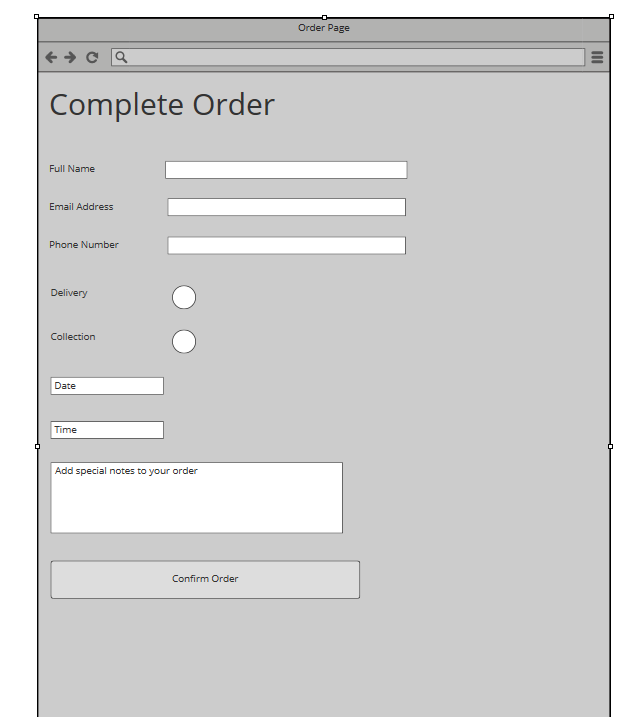 Order Page
Complete Order
Full Name
Email Address
Phone Number
Delivery
Collection
Date
Time
Add special notes to your order
Confirm Order